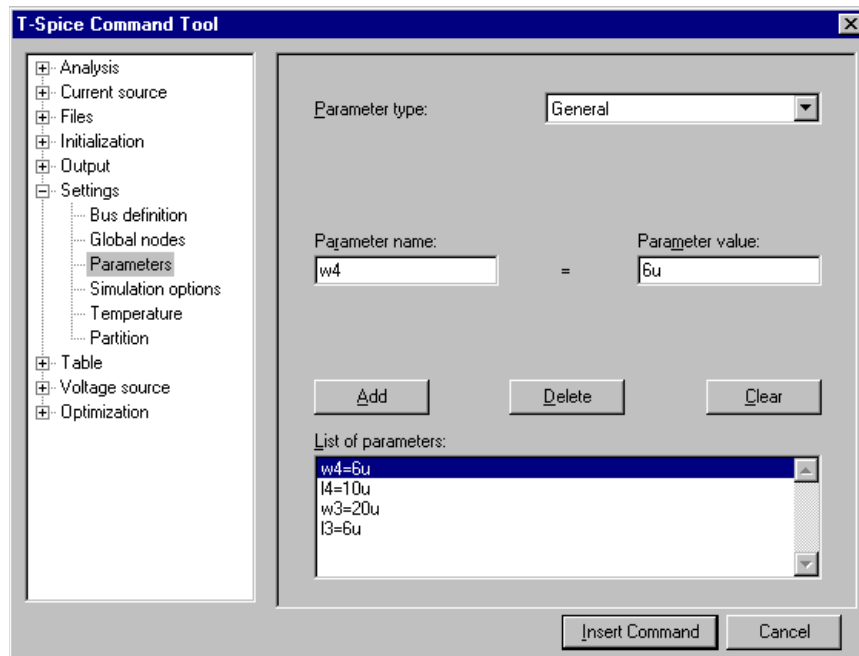 T-Spice Command Tool
Analysis
Current source
Files
Initialization
Output
Settings
Bus definition
Global nodes
Parameters
Simulation options
Temperature
Partition
Table
Voltage source
Optimization
Parameter type:
General
Parameter name:
Parameter value:
w4
=
6u
Add
Delete
Clear
List of parameters:
w4=6u
l4=10u
w3=20u
l3=6u
Insert Command
Cancel